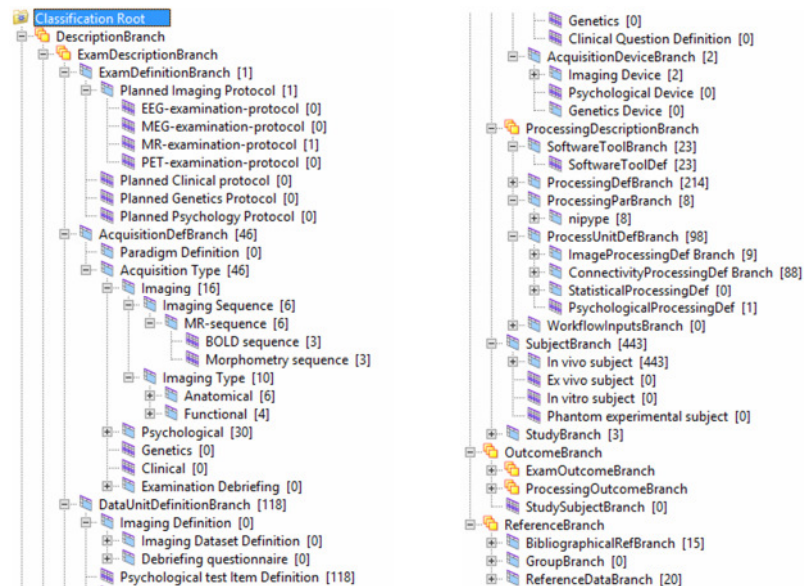 Classification Root
DescriptionBranch
ExamDescriptionBranch
ExamDefinitionBranch [1]
Planned Imaging Protocol [1]
EEG-examination-protocol [0]
MEG-examination-protocol [0]
MR-examination-protocol [1]
PET-examination-protocol [0]
Planned Clinical protocol [0]
Planned Genetics Protocol [0]
Planned Psychology Protocol [0]
AcquisitionDefBranch [46]
Paradigm Definition [0]
Acquisition Type [46]
Imaging [16]
Imaging Sequence [6]
MR-sequence [6]
BOLD sequence [3]
Morphometry sequence [3]
Imaging Type [10]
Anatomical [6]
Functional [4]
Psychological [30]
Genetics [0]
Clinical [0]
Examination Debriefing [0]
DataUnitDefinitionBranch [118]
Imaging Definition [0]
Imaging Dataset Definition [0]
Debriefing questionnaire [0]
Psychological test Item Definition [118]
Genetics [0]
Clinical Question Definition [0]
AcquisitionDeviceBranch [2]
Imaging Device [2]
Psychological Device [0]
Genetics Device [0]
ProcessingDescriptionBranch
SoftwareToolBranch [23]
SoftwareToolDef [23]
ProcessingDefBranch [214]
ProcessingParBranch [8]
nipype [8]
ProcessUnitDefBranch [98]
ImageProcessingDef Branch [9]
ConnectivityProcessingDef Branch [88]
StatisticalProcessingDef [0]
PsychologicalProcessingDef [1]
WorkflowInputsBranch [0]
SubjectBranch [443]
In vivo subject [443]
Ex vivo subject [0]
In vitro subject [0]
Phantom experimental subject [0]
StudyBranch [3]
OutcomeBranch
ExamOutcomeBranch
ProcessingOutcomeBranch
StudySubjectBranch [0]
ReferenceBranch
BibliographicalRefBranch [15]
GroupBranch [0]
ReferenceDataBranch [20]